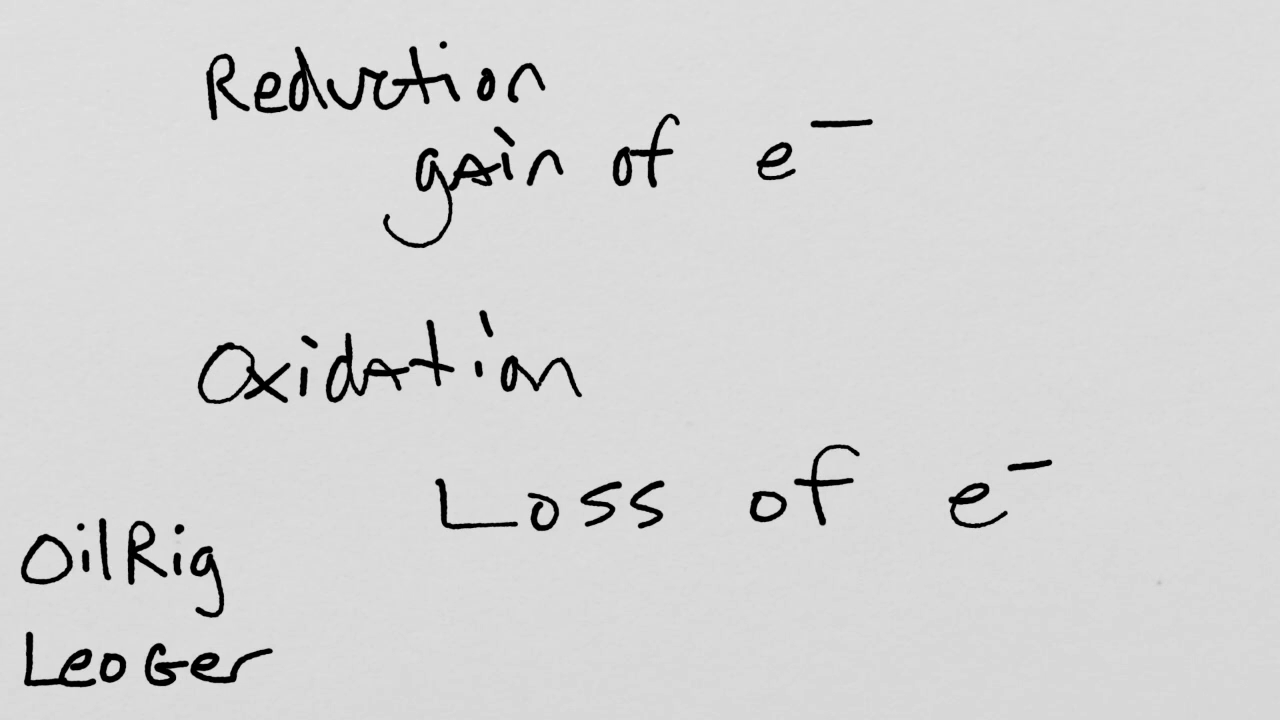 Reduction
gain of e⁻
Oxidation
Loss of e⁻
OilRig
LeoGer